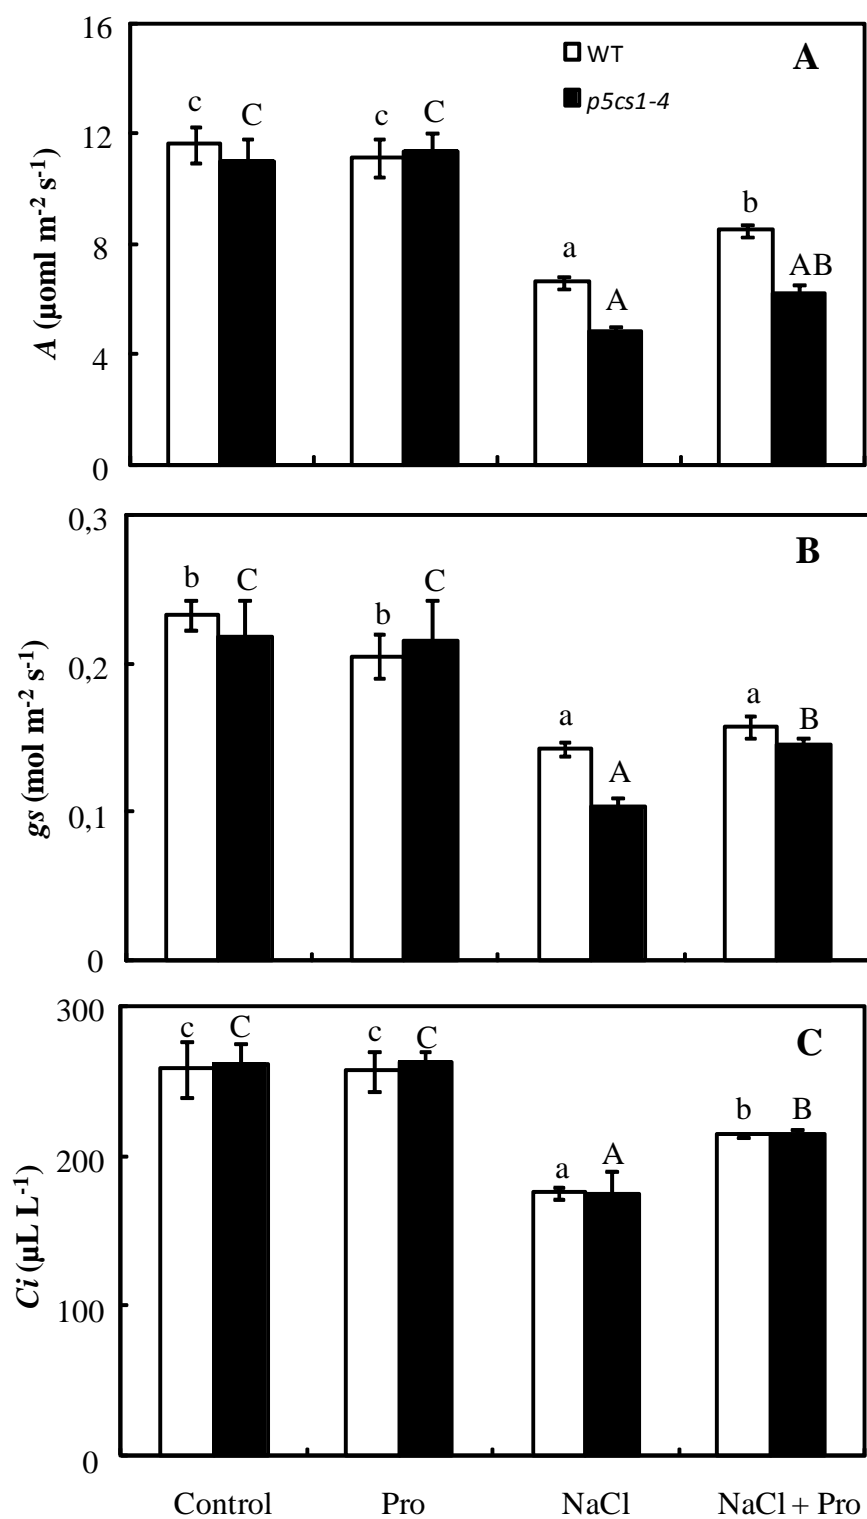 16
A
WT
p5cs1-4
c
C
c
C
12
b
8
a
AB
A
4
0
A (µoml m-2 s-1)
0,3
B
b
C
b
C
0,2
a
a
B
A
0,1
0
gs (mol m-2 s-1)
300
C
c
C
c
C
b
B
200
a
A
100
0
Ci (µL L-1)
Control Pro NaCl NaCl + Pro